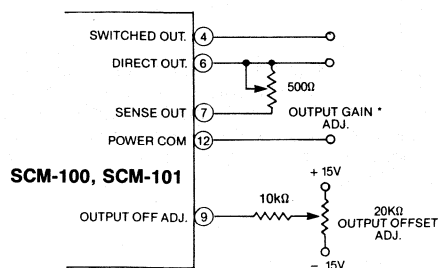 SWITCHED OUT. 4
DIRECT OUT. 6
500Ω
SENSE OUT 7
OUTPUT GAIN *
ADJ.
POWER COM 12
SCM-100, SCM-101
+ 15V
10kΩ
OUTPUT OFF ADJ. 9
20KΩ
OUTPUT OFFSET
ADJ.
– 15V